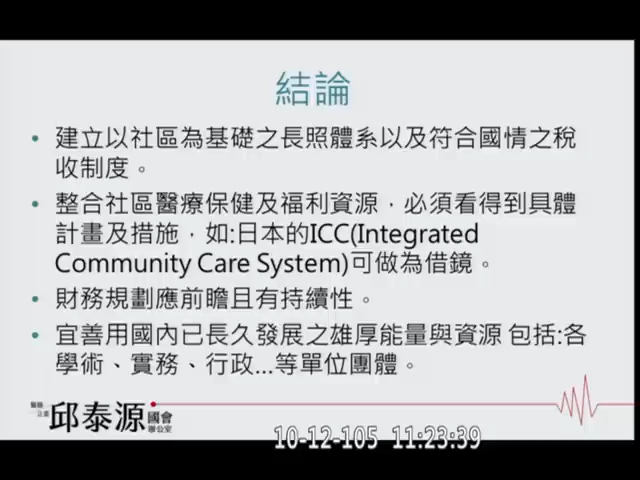 結論
• 建立以社區為基礎之長照體系以及符合國情之稅
收制度。
• 整合社區醫療保健及福利資源，必須看得到具體
計畫及措施，如:日本的ICC(Integrated
Community Care System)可做為借鏡。
• 財務規劃應前瞻且有持續性。
• 宜善用國內已長久發展之雄厚能量與資源 包括:各
學術、實務、行政...等單位團體。
邱泰源 國會
辦公室
10-12-105 11:23:39